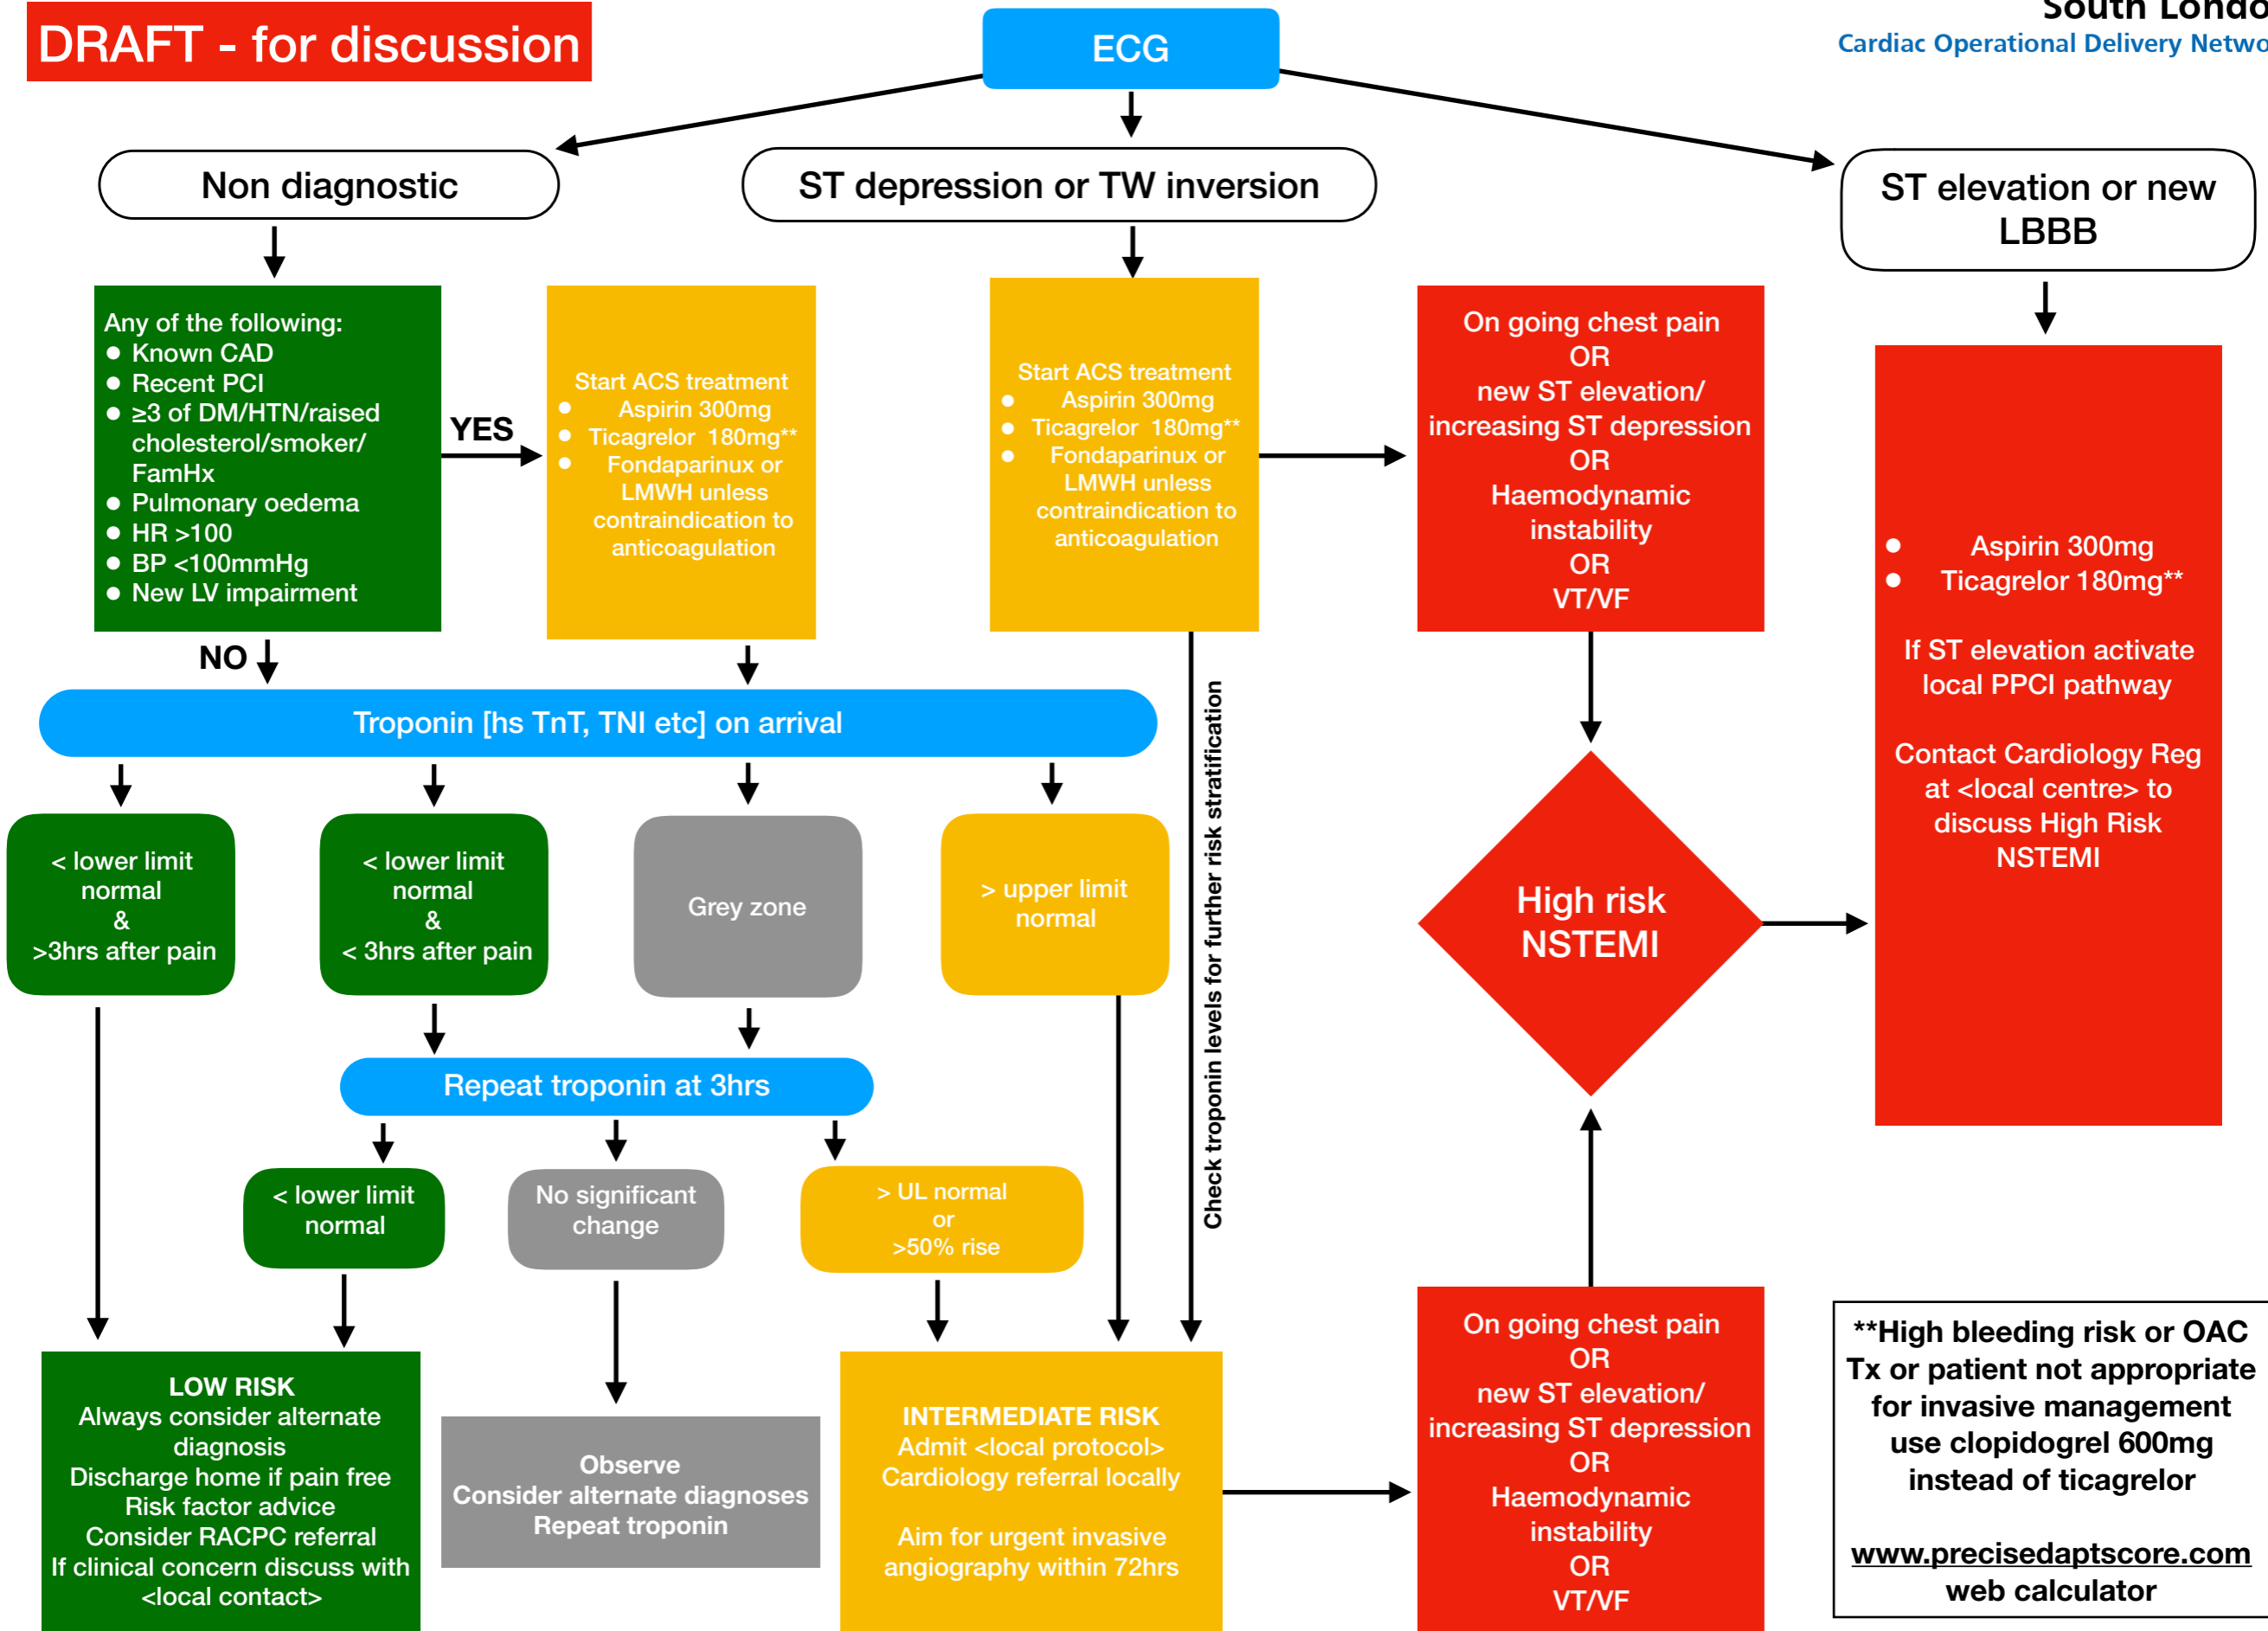 DRAFT - for discussion
ECG
South Londo
Cardiac Operational Delivery Netwo
Non diagnostic
ST depression or TW inversion
ST elevation or new
LBBB
Any of the following:
● Known CAD
● Recent PCI
● ≥3 of DM/HTN/raised
cholesterol/smoker/
FamHx
● Pulmonary oedema
● HR >100
● BP <100mmHg
● New LV impairment
YES
Start ACS treatment
● Aspirin 300mg
● Ticagrelor 180mg**
● Fondaparinux or
LMWH unless
contraindication to
anticoagulation
Start ACS treatment
● Aspirin 300mg
● Ticagrelor 180mg**
● Fondaparinux or
LMWH unless
contraindication to
anticoagulation
On going chest pain
OR
new ST elevation/
increasing ST depression
OR
Haemodynamic
instability
OR
VT/VF
● Aspirin 300mg
● Ticagrelor 180mg**
If ST elevation activate
local PPCI pathway
Contact Cardiology Reg
at <local centre> to
discuss High Risk
NSTEMI
NO
Troponin [hs TnT, TNI etc] on arrival
Check troponin levels for further risk stratification
< lower limit
normal
&
>3hrs after pain
< lower limit
normal
&
< 3hrs after pain
Grey zone
> upper limit
normal
High risk
NSTEMI
Repeat troponin at 3hrs
< lower limit
normal
No significant
change
> UL normal
or
>50% rise
LOW RISK
Always consider alternate
diagnosis
Discharge home if pain free
Risk factor advice
Consider RACPC referral
If clinical concern discuss with
<local contact>
Observe
Consider alternate diagnoses
Repeat troponin
INTERMEDIATE RISK
Admit <local protocol>
Cardiology referral locally
Aim for urgent invasive
angiography within 72hrs
On going chest pain
OR
new ST elevation/
increasing ST depression
OR
Haemodynamic
instability
OR
VT/VF
**High bleeding risk or OAC
Tx or patient not appropriate
for invasive management
use clopidogrel 600mg
instead of ticagrelor
www.precisedaptscore.com
web calculator